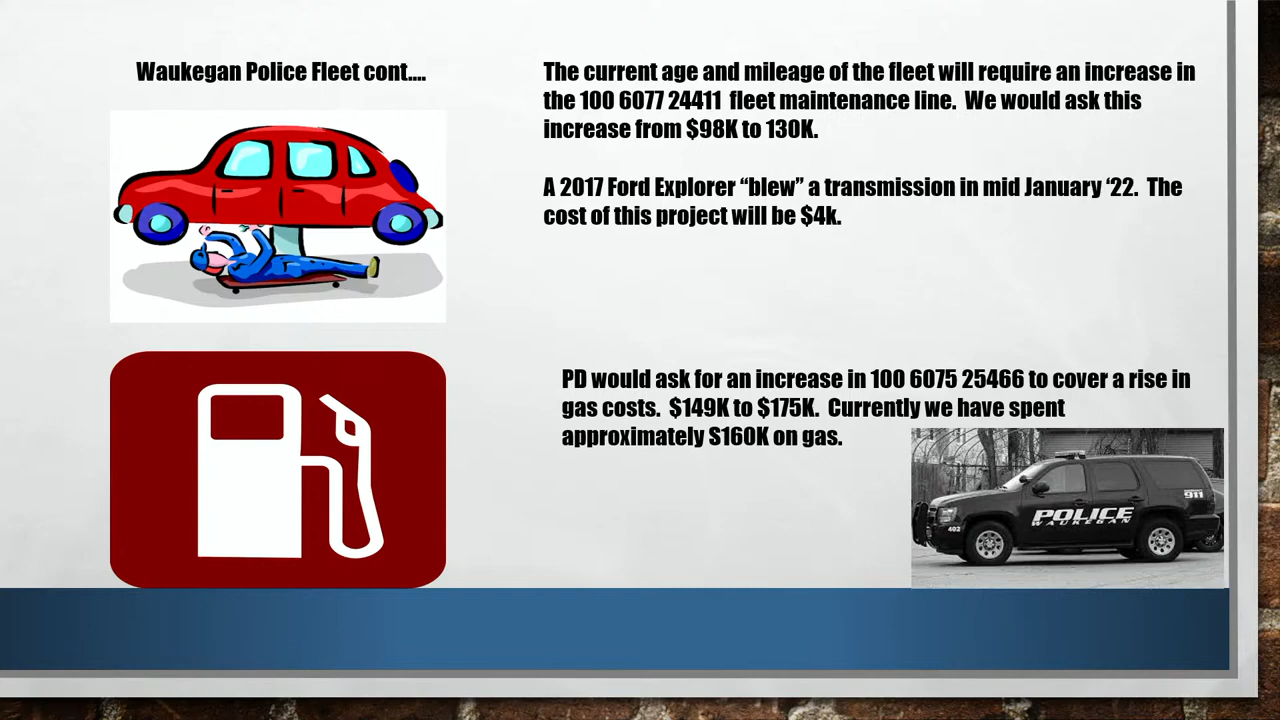 Waukegan Police Fleet cont....
The current age and mileage of the fleet will require an increase in
the 100 6077 24411 fleet maintenance line. We would ask this
increase from $98K to 130K.
A 2017 Ford Explorer “blew” a transmission in mid January ‘22. The
cost of this project will be $4k.
PD would ask for an increase in 100 6075 25466 to cover a rise in
gas costs. $149K to $175K. Currently we have spent
approximately S160K on gas.
911
POLICE
WAUKEGAN
402